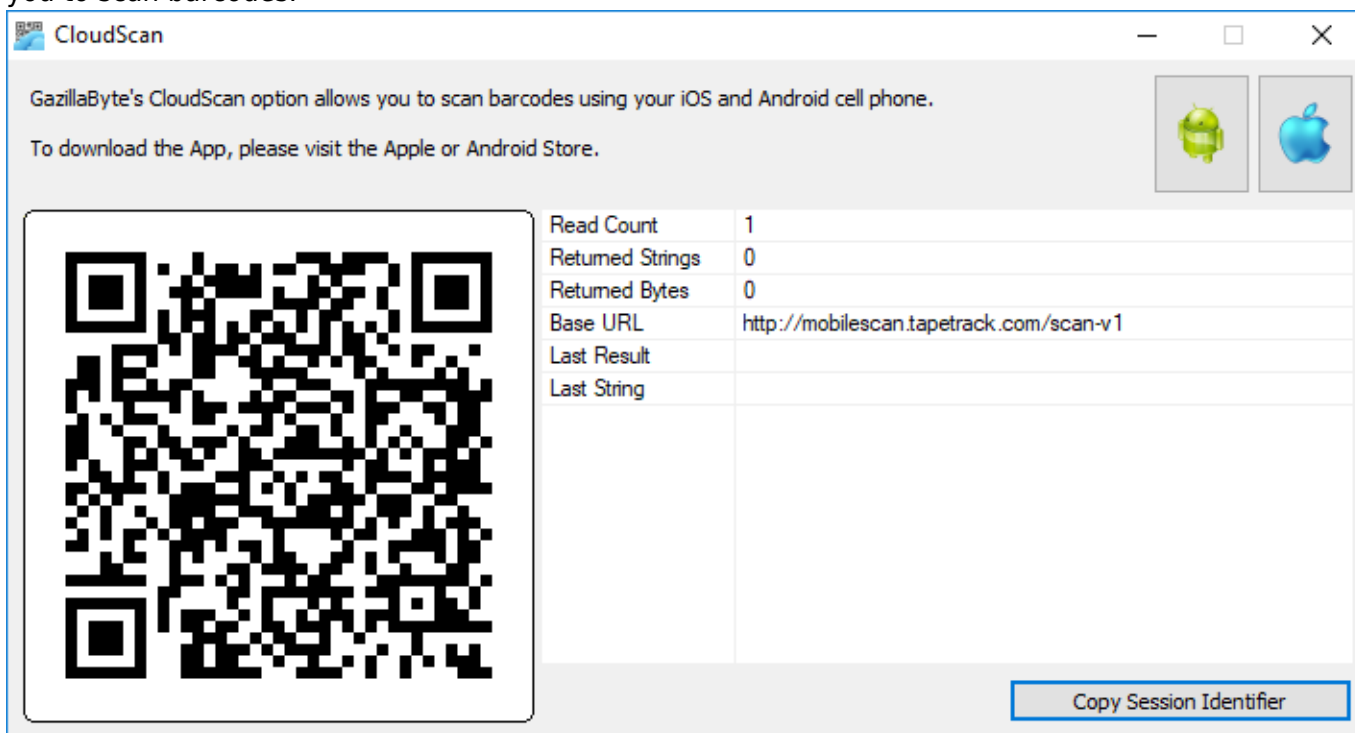 you to scan barcodes.
CloudScan
GazillaByte's CloudScan option allows you to scan barcodes using your iOS and Android cell phone.
To download the App, please visit the Apple or Android Store.
Read Count 1
Returned Strings 0
Returned Bytes 0
Base URL http://mobilescan.tapetrack.com/scan-v1
Last Result
Last String
Copy Session Identifier